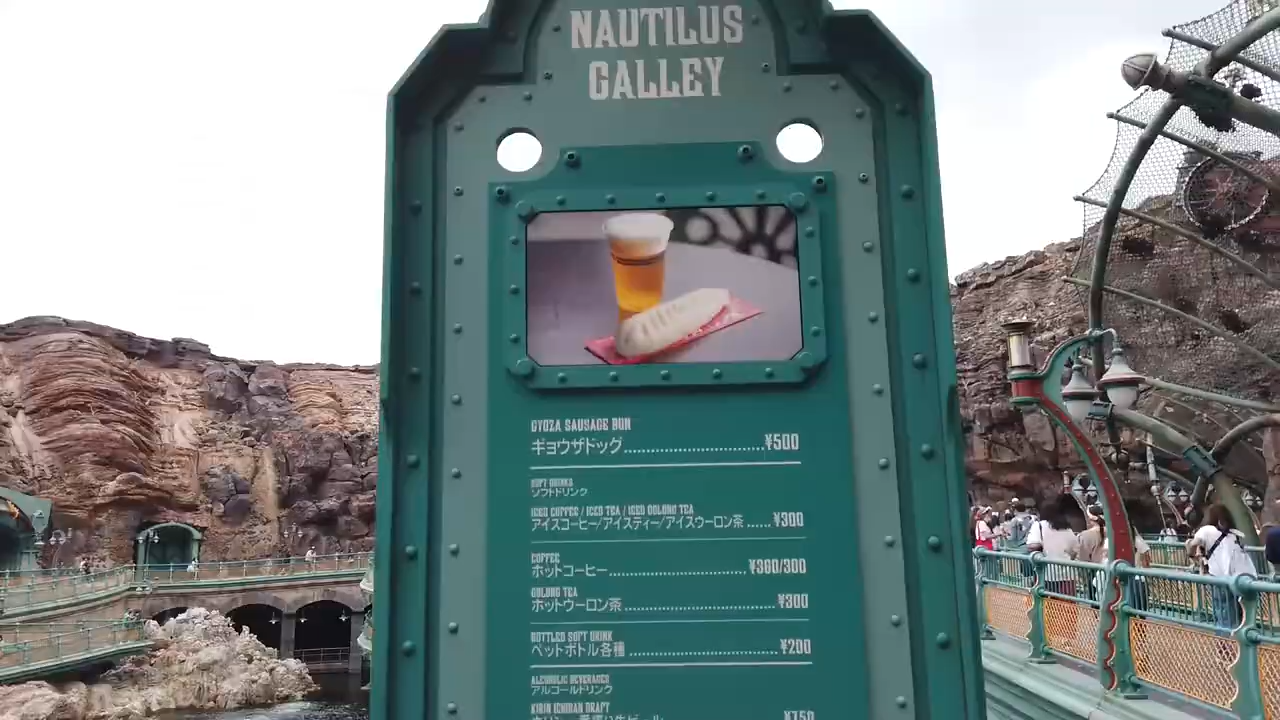 NAUTILUS
GALLEY
GYOZA SAUSAGE BUN
ギョウザドッグ......¥500
SOFT DRINKS
ソフトドリンク
ICED COFFEE / ICED TEA / ICED OOLONG TEA
アイスコーヒー/アイスティー/アイスウーロン茶......¥300
COFFEE
ホットコーヒー......¥360/300
OOLONG TEA
ホットウーロン茶......¥300
BOTTLED SOFT DRINK
ペットボトル各種......¥200
ALCOHOLIC BEVERAGES
アルコールドリンク
KIRIN ICHIBAN DRAFT
¥750